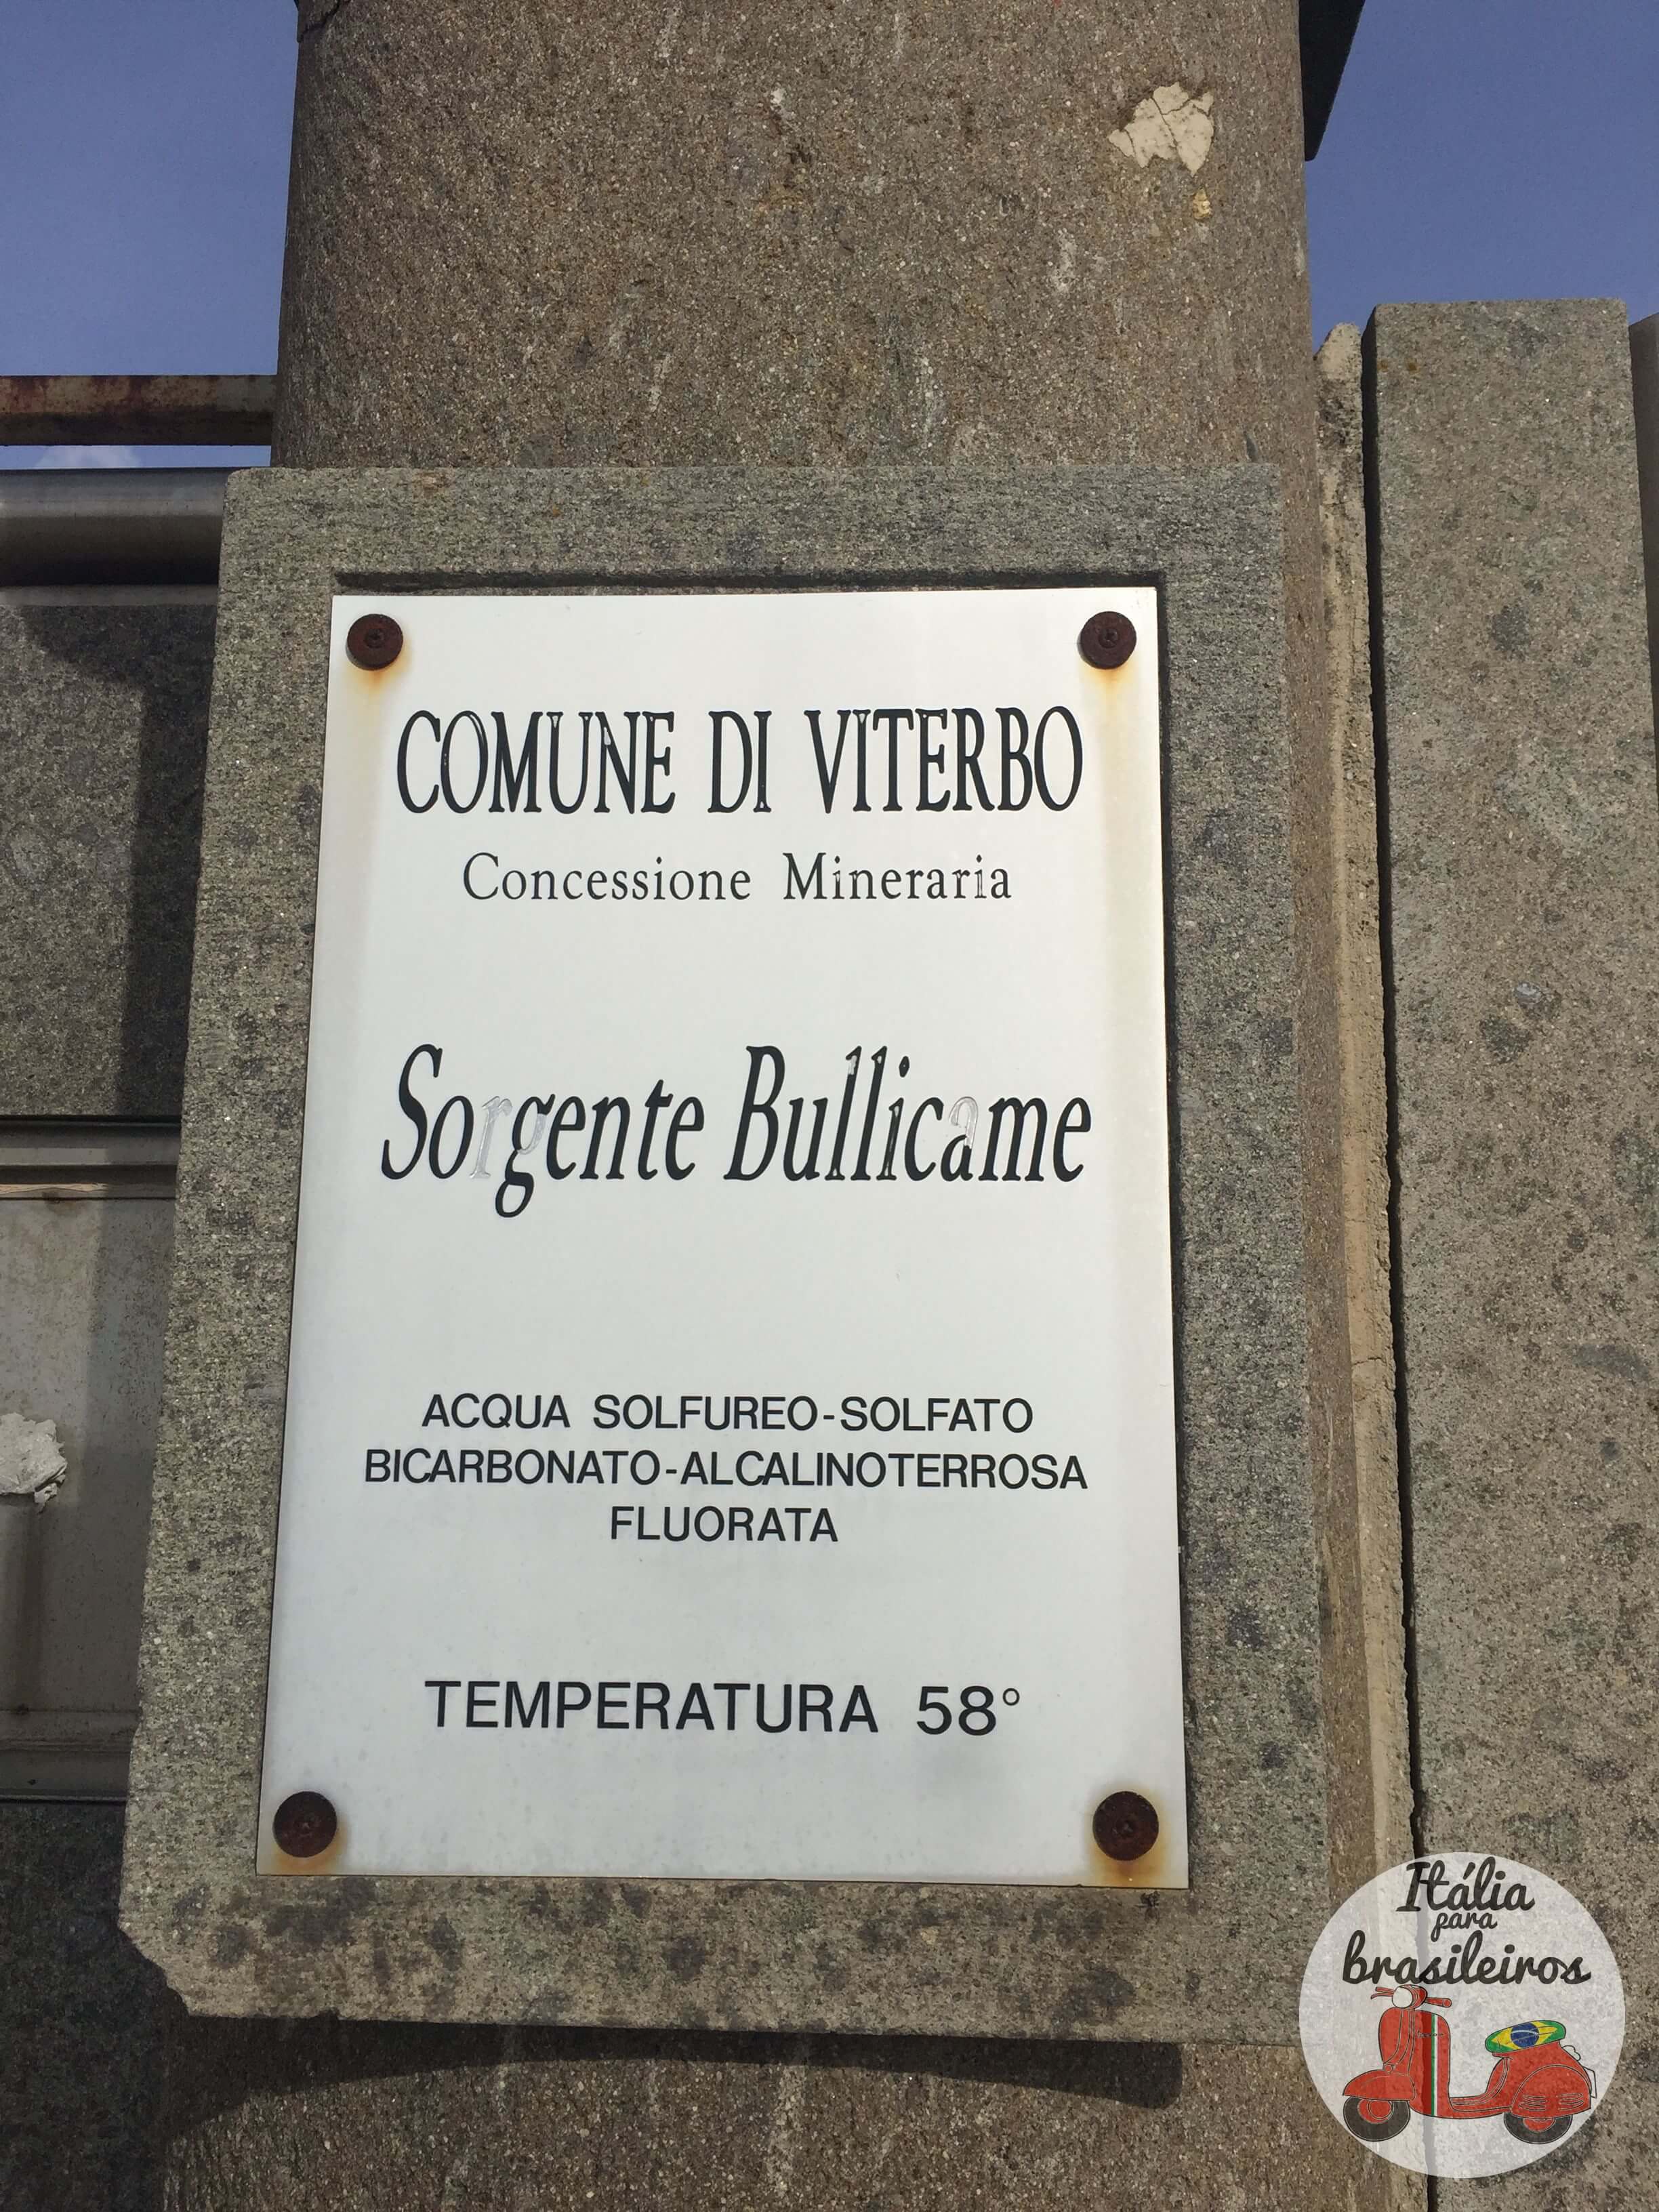 COMUNE DI VITERBO
Concessione Mineraria
Sorgente Bullicame
ACQUA SOLFUREO-SOLFATO
BICARBONATO-ALCALINOTERROSA
FLUORATA
TEMPERATURA 58°
Itália
para
brasileiros